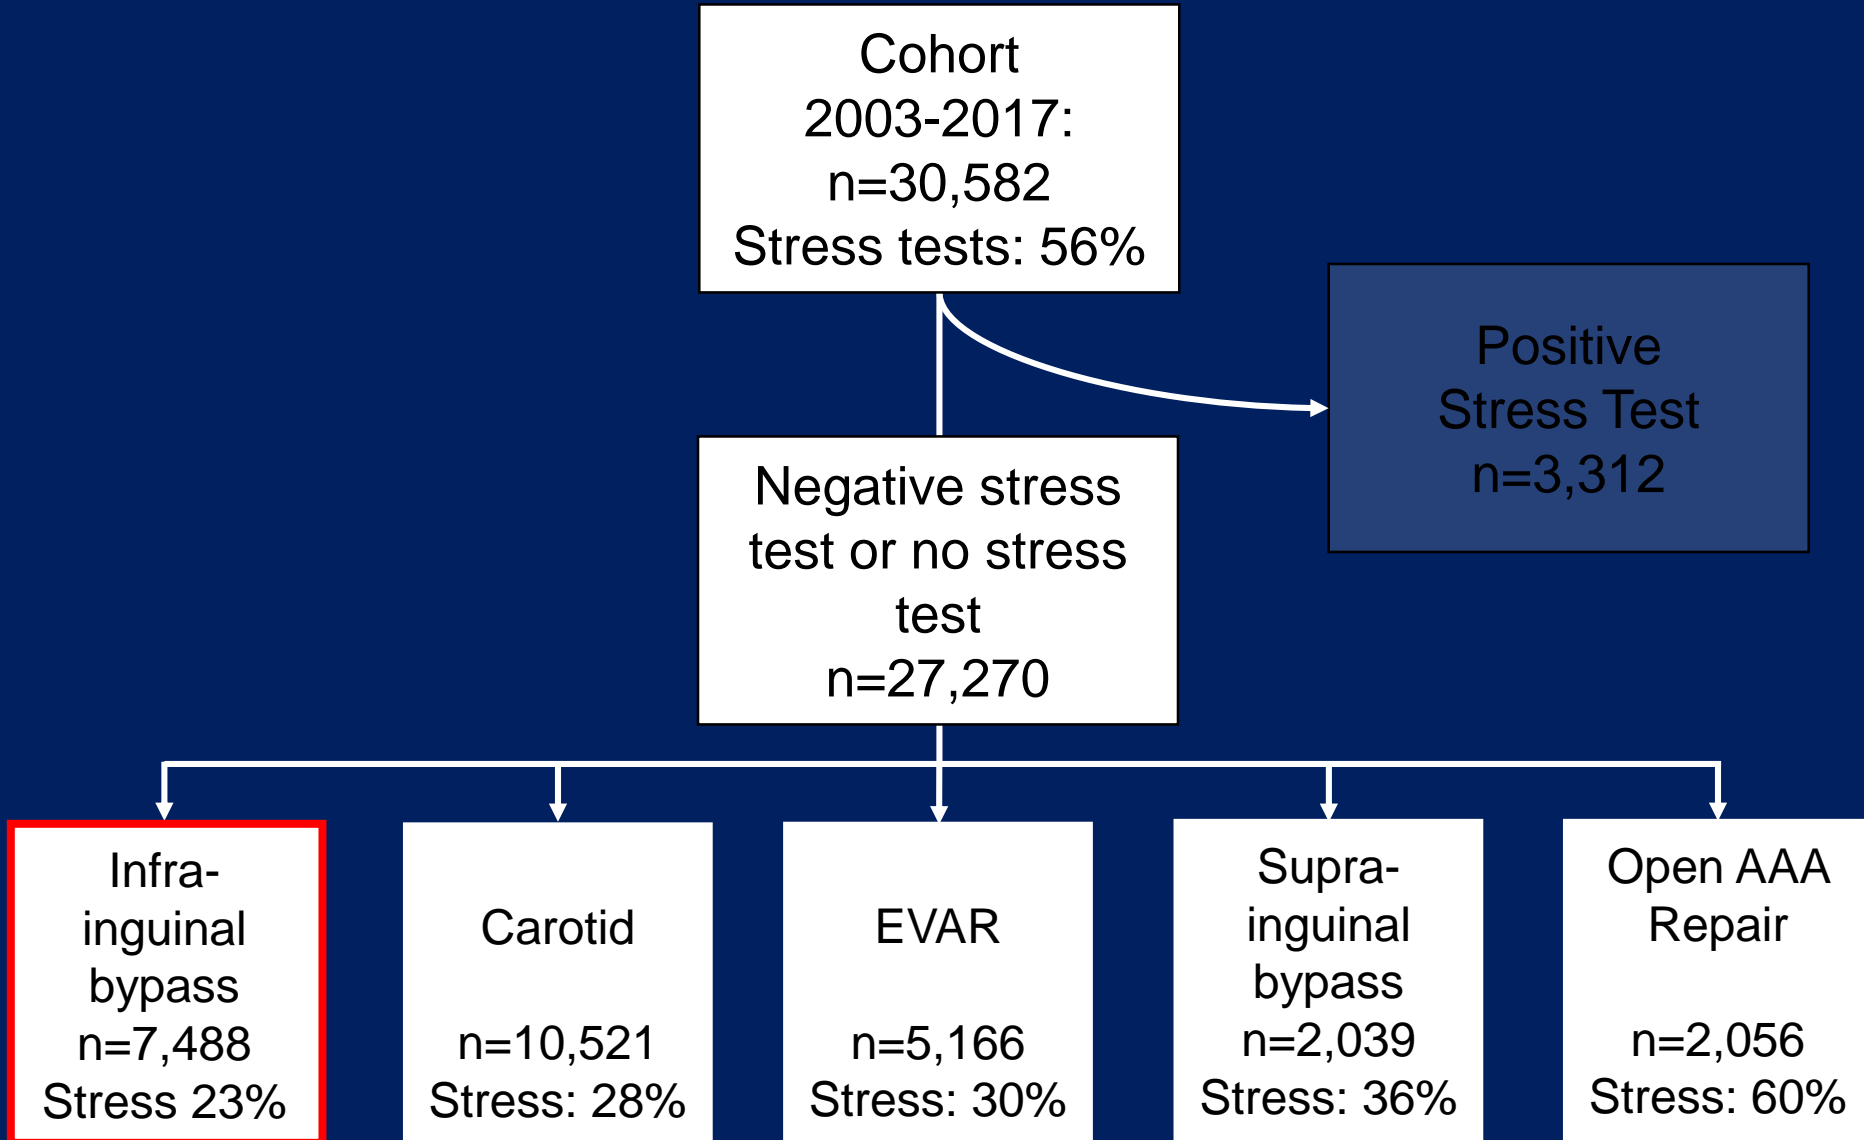 Cohort
2003-2017:
n=30,582
Stress tests: 56%
Positive
Stress Test
n=3,312
Negative stress
test or no stress
test
n=27,270
Infra-
inguinal
bypass
n=7,488
Stress 23%
Carotid
n=10,521
Stress: 28%
EVAR
n=5,166
Stress: 30%
Supra-
inguinal
bypass
n=2,039
Stress: 36%
Open AAA
Repair
n=2,056
Stress: 60%